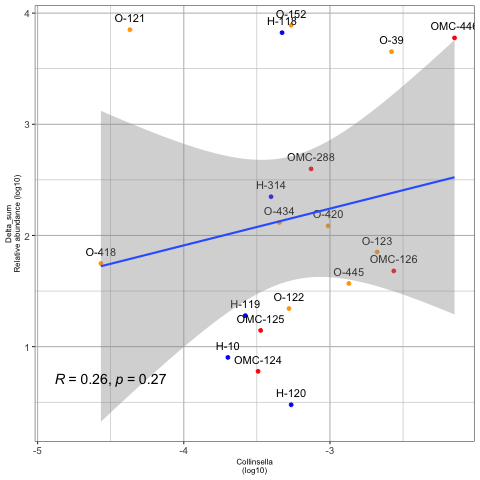 O-152
O-121
H-118
OMC-446
O-39
4
OMC-288
3
H-314
O-434
O-420
O-123
O-418
OMC-126
2
O-445
O-122
H-119
OMC-125
H-10
OMC-124
1
R = 0.26, p = 0.27
H-120
Delta_sum
Relative abundance (log10)
-5
-4
-3
Collinsella
(log10)